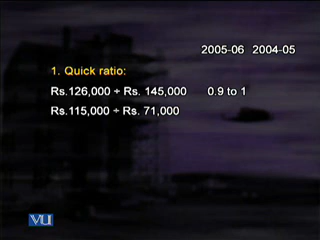 2005-06 2004-05
1. Quick ratio:
Rs.126,000 ÷ Rs. 145,000 0.9 to 1
Rs.115,000 ÷ Rs. 71,000
VU